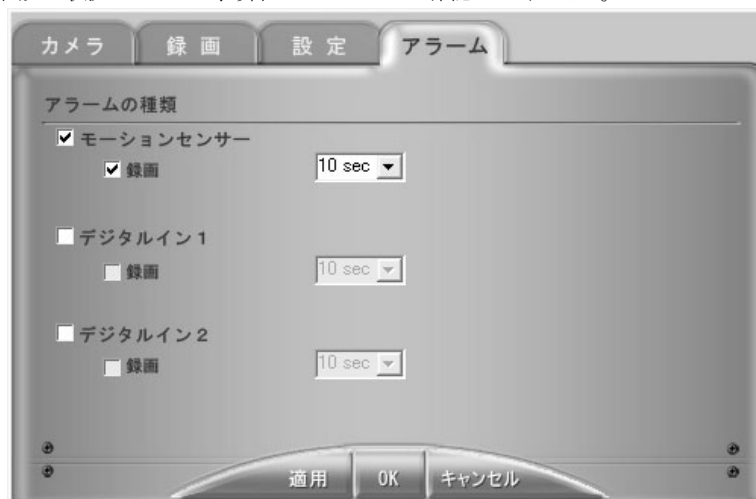 カメラ 録画 設定 アラーム
アラームの種類
モーションセンサー
録画 10 sec
デジタルイン1
録画 10 sec
デジタルイン2
録画 10 sec
適用 OK キャンセル